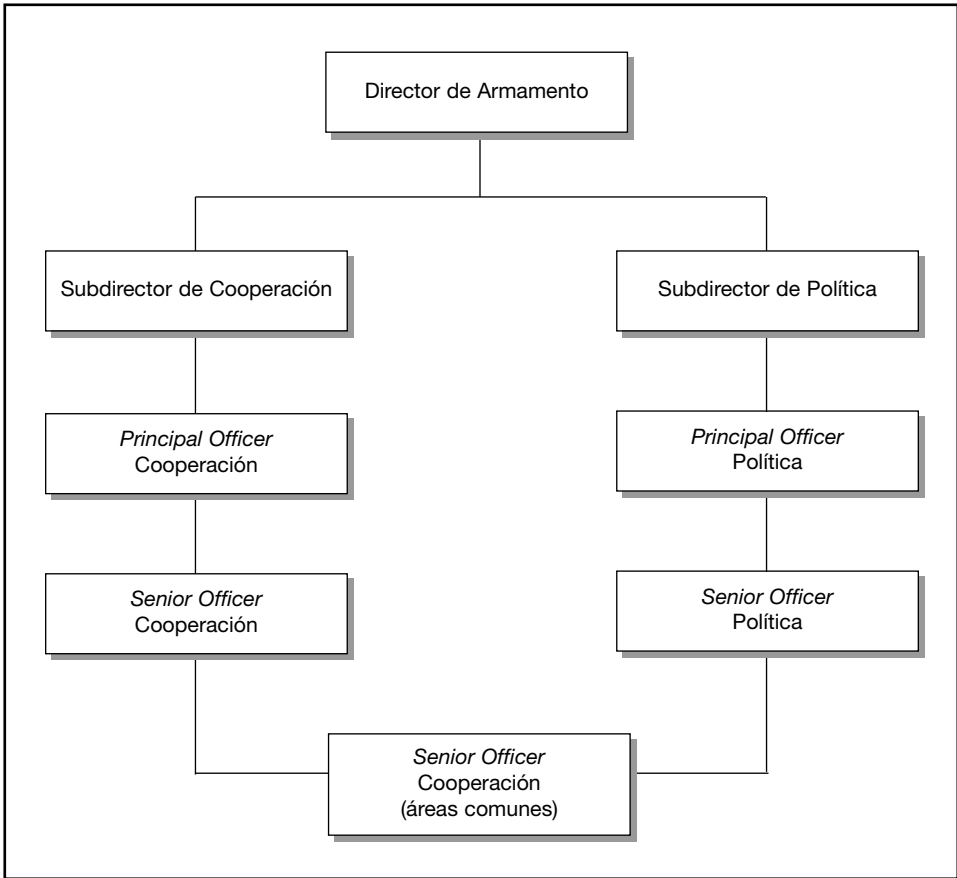 Director de Armamento
Subdirector de Cooperación
Subdirector de Política
Principal Officer
Cooperación
Principal Officer
Política
Senior Officer
Cooperación
Senior Officer
Política
Senior Officer
Cooperación
(áreas comunes)